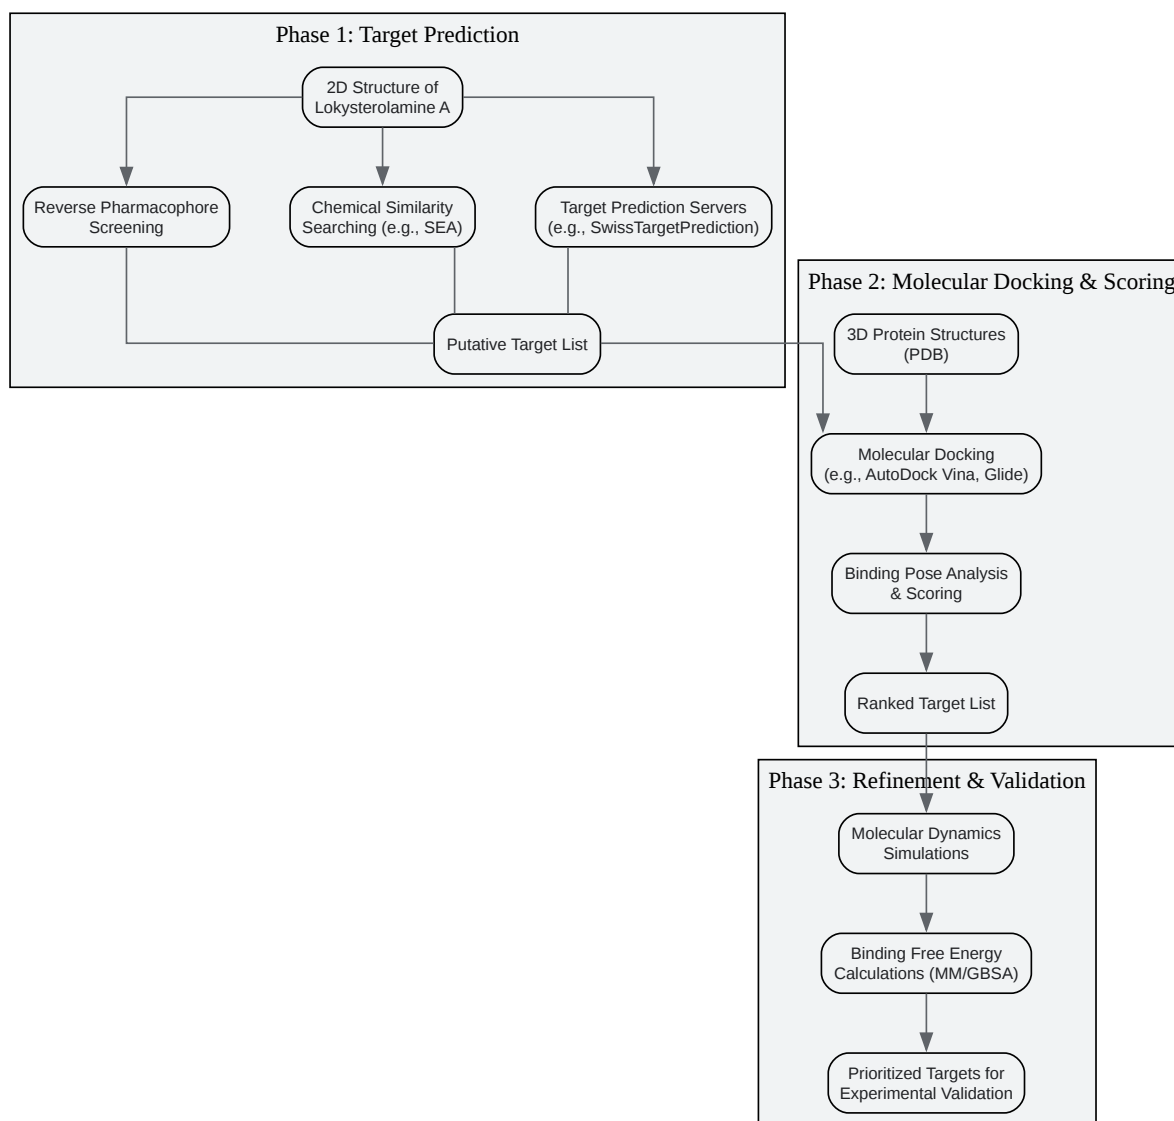 Phase 1: Target Prediction
2D Structure of
Lokysterolamine A
Reverse Pharmacophore
Screening
Chemical Similarity
Searching (e.g., SEA)
Target Prediction Servers
(e.g., SwissTargetPrediction)
Putative Target List
Phase 2: Molecular Docking & Scoring
3D Protein Structures
(PDB)
Molecular Docking
(e.g., AutoDock Vina, Glide)
Binding Pose Analysis
& Scoring
Ranked Target List
Phase 3: Refinement & Validation
Molecular Dynamics
Simulations
Binding Free Energy
Calculations (MM/GBSA)
Prioritized Targets for
Experimental Validation